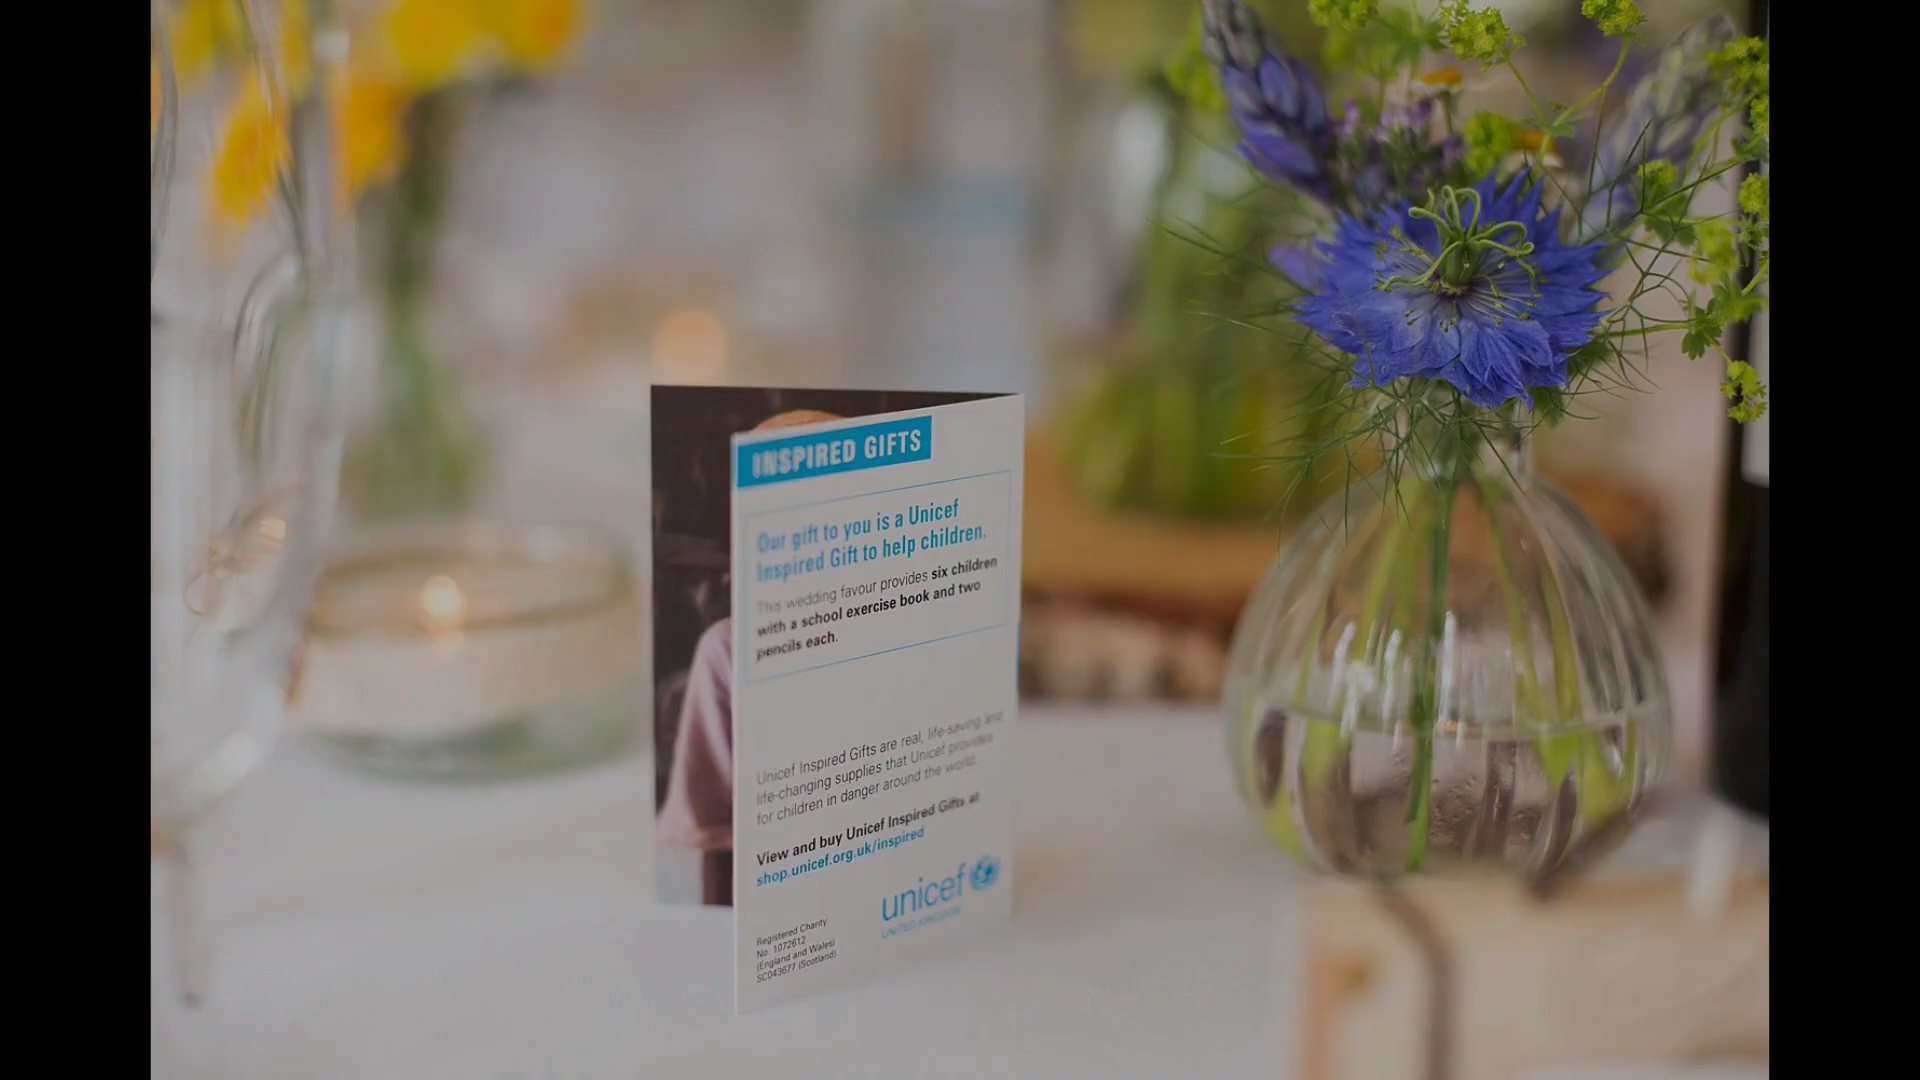 INSPIRED GIFTS
Our gift to you is a Unicef
Inspired Gift to help children.
This wedding favour provides six children
with a school exercise book and two
pencils each.
Unicef Inspired Gifts are real, life-saving and
life-changing supplies that Unicef provides
for children in danger around the world.
View and buy Unicef Inspired Gifts at
shop.unicef.org.uk/inspired
unicef
UNITED KINGDOM
Registered Charity
No. 1072612
(England and Wales)
SC043677 (Scotland)